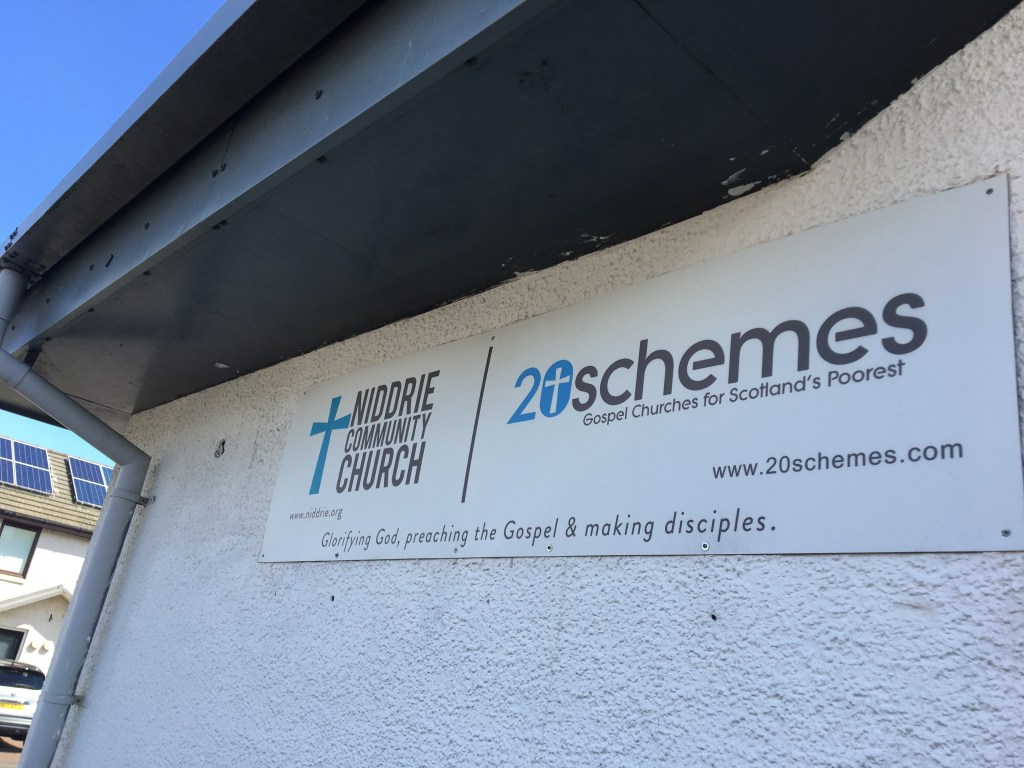 NIDDRIE
COMMUNITY
CHURCH
www.niddrie.org
20schemes
Gospel Churches for Scotland's Poorest
www.20schemes.com
Glorifying God, preaching the Gospel & making disciples.